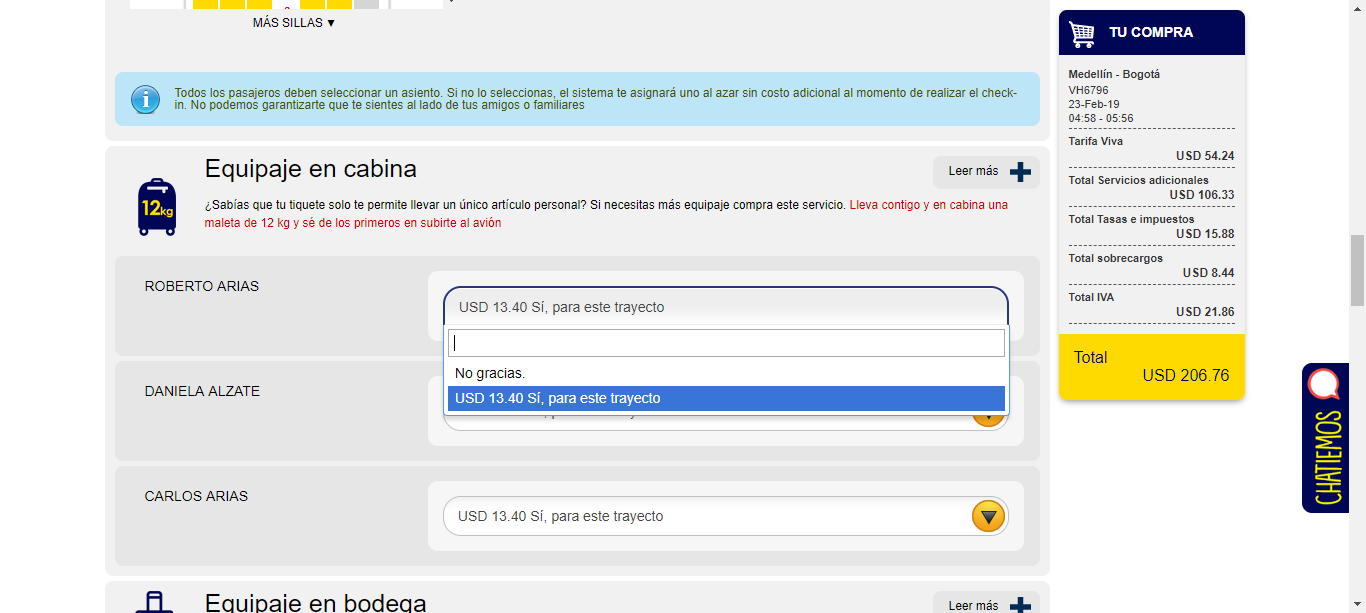 MÁS SILLAS ▼
Todos los pasajeros deben seleccionar un asiento. Si no lo seleccionas, el sistema te asignará uno al azar sin costo adicional al momento de realizar el check-
in. No podemos garantizarte que te sientes al lado de tus amigos o familiares
Equipaje en cabina
Leer más
12kg
¿Sabías que tu tiquete solo te permite llevar un único artículo personal? Si necesitas más equipaje compra este servicio. Lleva contigo y en cabina una
maleta de 12 kg y sé de los primeros en subirte al avión
ROBERTO ARIAS
USD 13.40 Sí, para este trayecto
No gracias.
USD 13.40 Sí, para este trayecto
DANIELA ALZATE
CARLOS ARIAS
USD 13.40 Sí, para este trayecto
Equipaje en bodega
Leer más
TU COMPRA
Medellín - Bogotá
VH6796
23-Feb-19
04:58 - 05:56
Tarifa Viva
USD 54.24
Total Servicios adicionales
USD 106.33
Total Tasas e impuestos
USD 15.88
Total sobrecargos
USD 8.44
Total IVA
USD 21.86
Total
USD 206.76
CHATIEMOS